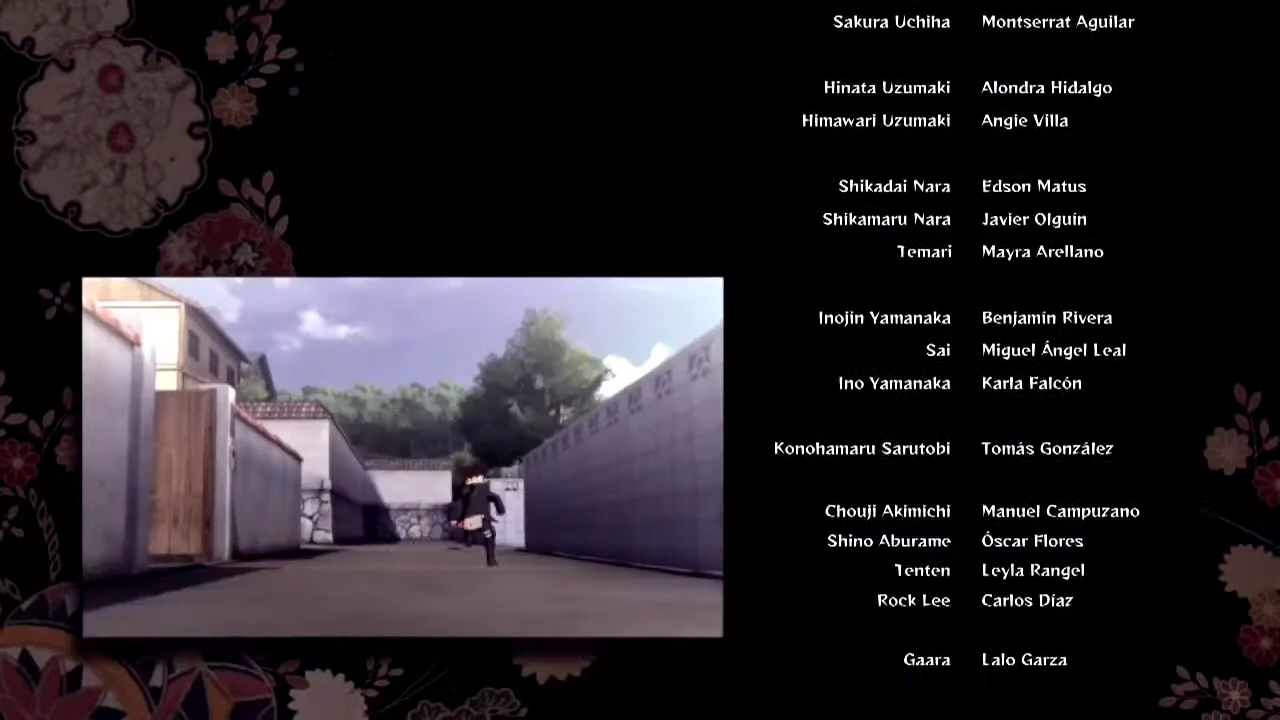 Sakura Uchiha Montserrat Aguilar
Hinata Uzumaki Alondra Hidalgo
Himawari Uzumaki Angie Villa
Shikadai Nara Edson Matus
Shikamaru Nara Javier Olguín
Temari Mayra Arellano
Inojin Yamanaka Benjamín Rivera
Sai Miguel Ángel Leal
Ino Yamanaka Karla Falcón
Konohamaru Sarutobi Tomás González
Chouji Akimichi Manuel Campuzano
Shino Aburame Óscar Flores
Tenten Leyla Rangel
Rock Lee Carlos Díaz
Gaara Lalo Garza